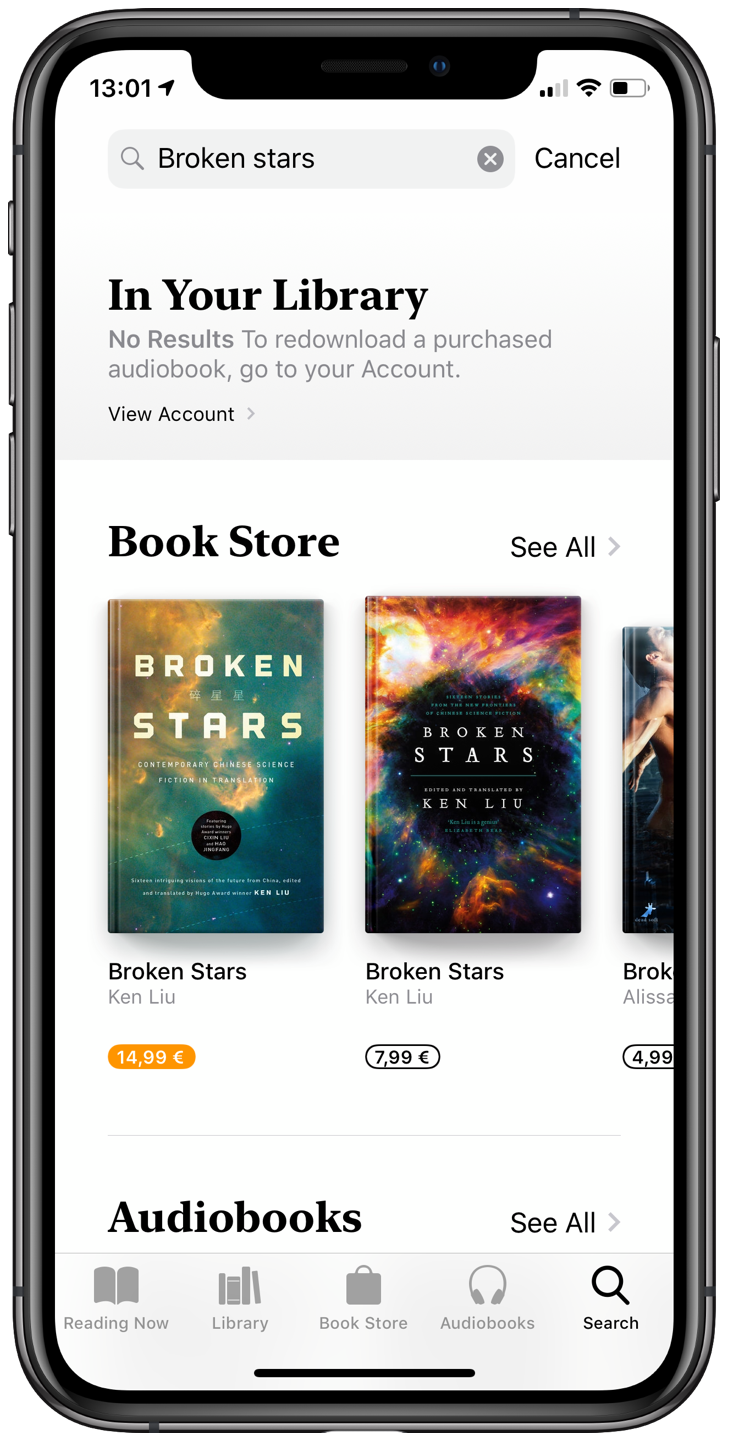 13:01
Broken stars
Cancel
In Your Library
No Results To redownload a purchased
audiobook, go to your Account.
View Account
Book Store
See All
BROKEN
碎 星 星
STARS
CONTEMPORARY CHINESE SCIENCE
FICTION IN TRANSLATION
Featuring
stories by Hugo
Award winners
CIXIN LIU
and HAO
JINGFANG
Sixteen intriguing visions of the future from China, edited
and translated by Hugo Award winner KEN LIU
SIXTEEN STORIES
FROM THE NEW FRONTIERS
OF CHINESE SCIENCE FICTION
BROKEN
STARS
EDITED AND TRANSLATED BY
KEN LIU
'Ken Liu is a genius'
ELIZABETH BEAR
Broken Stars
Ken Liu
14,99 €
Broken Stars
Ken Liu
7,99 €
Brok
Alissa
4,99
Audiobooks
See All
Reading Now
Library
Book Store
Audiobooks
Search